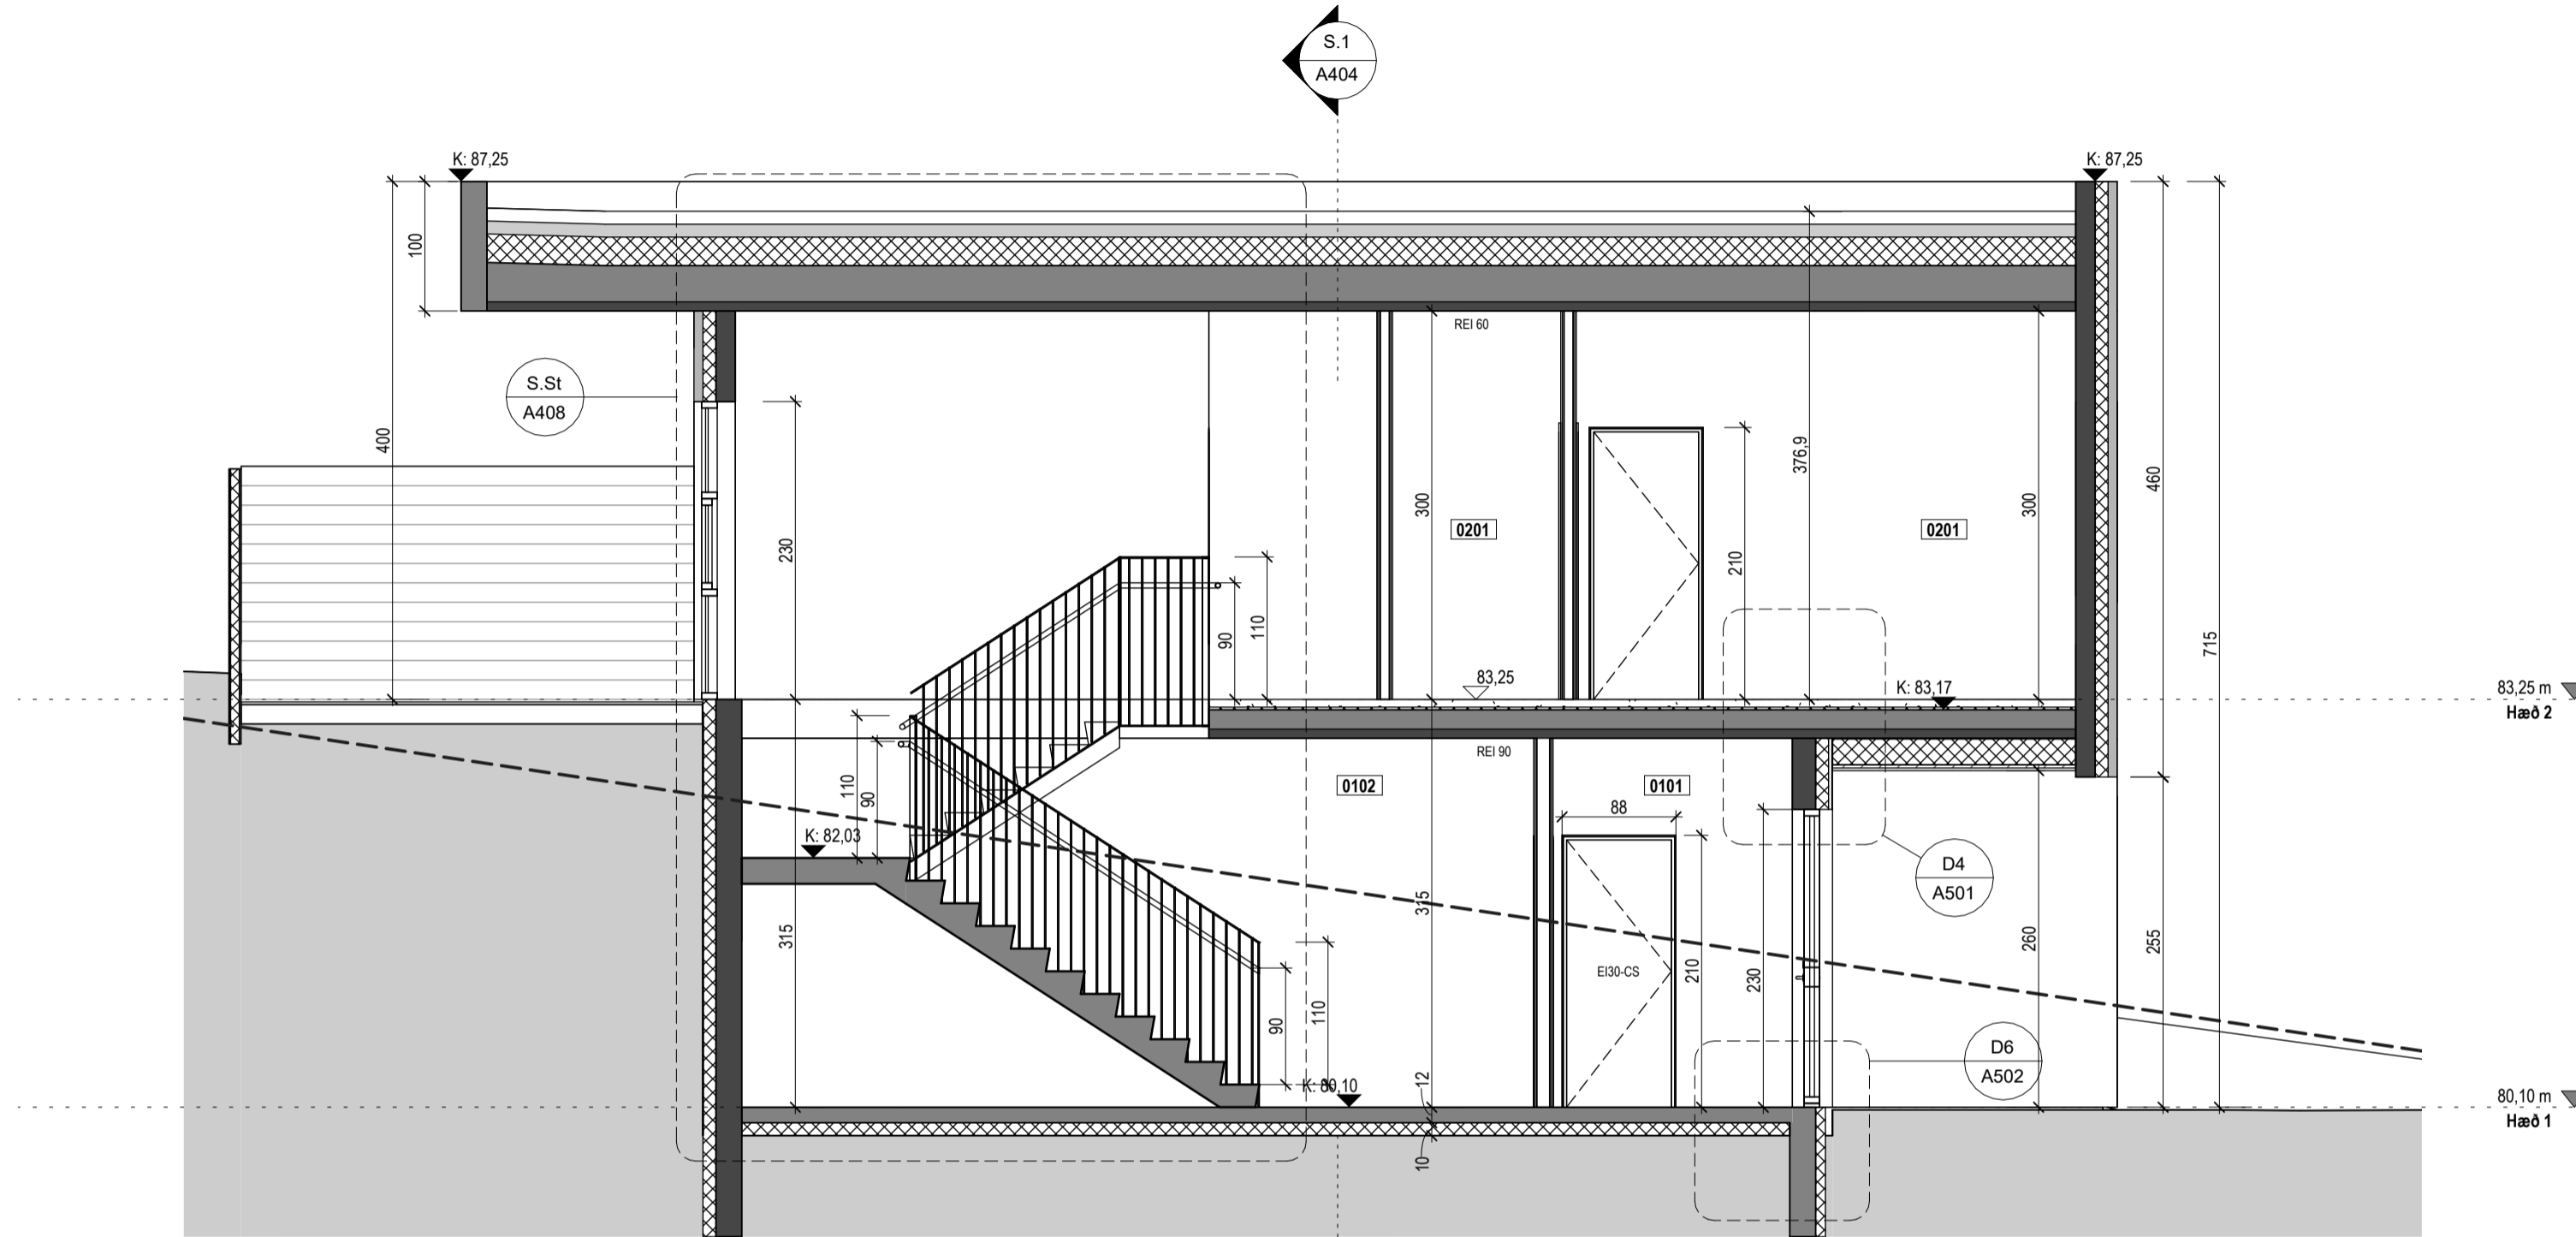 S.1
A404
K: 87,25
K: 87,25
100
400
REI 60
S.St
A408
230
300
376,9
300
460
0201
0201
210
90
110
715
83,25
K: 83,17
83,25 m
Hæð 2
REI 90
110
90
0102
0101
88
K: 82,03
D4
A501
315
315
EI30-CS
210
230
260
255
90
110
D6
A502
K: 80,10
12
80,10 m
Hæð 1
10